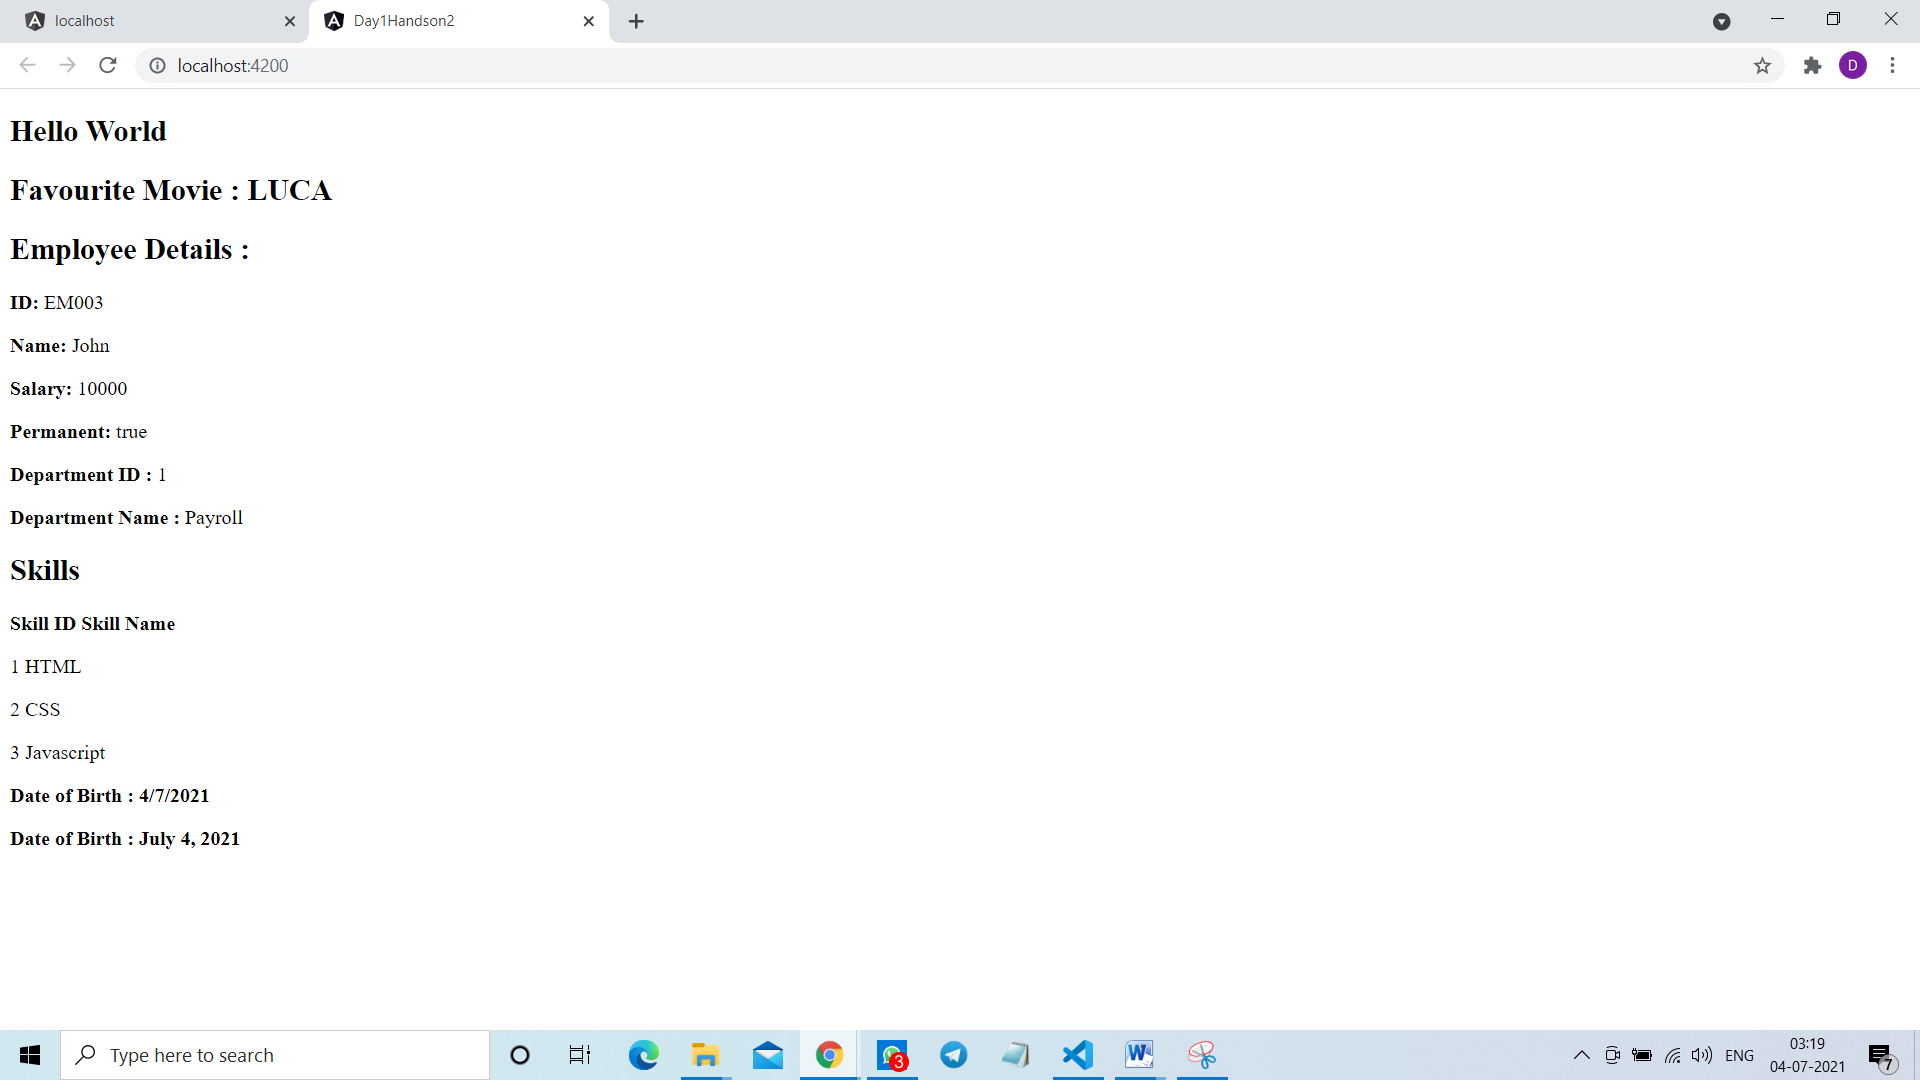 localhost
Day1Handson2
localhost:4200
D
Hello World
Favourite Movie : LUCA
Employee Details :
ID: EM003
Name: John
Salary: 10000
Permanent: true
Department ID : 1
Department Name : Payroll
Skills
Skill ID Skill Name
1 HTML
2 CSS
3 Javascript
Date of Birth : 4/7/2021
Date of Birth : July 4, 2021
Type here to search
3
W
ENG
03:19
04-07-2021
7